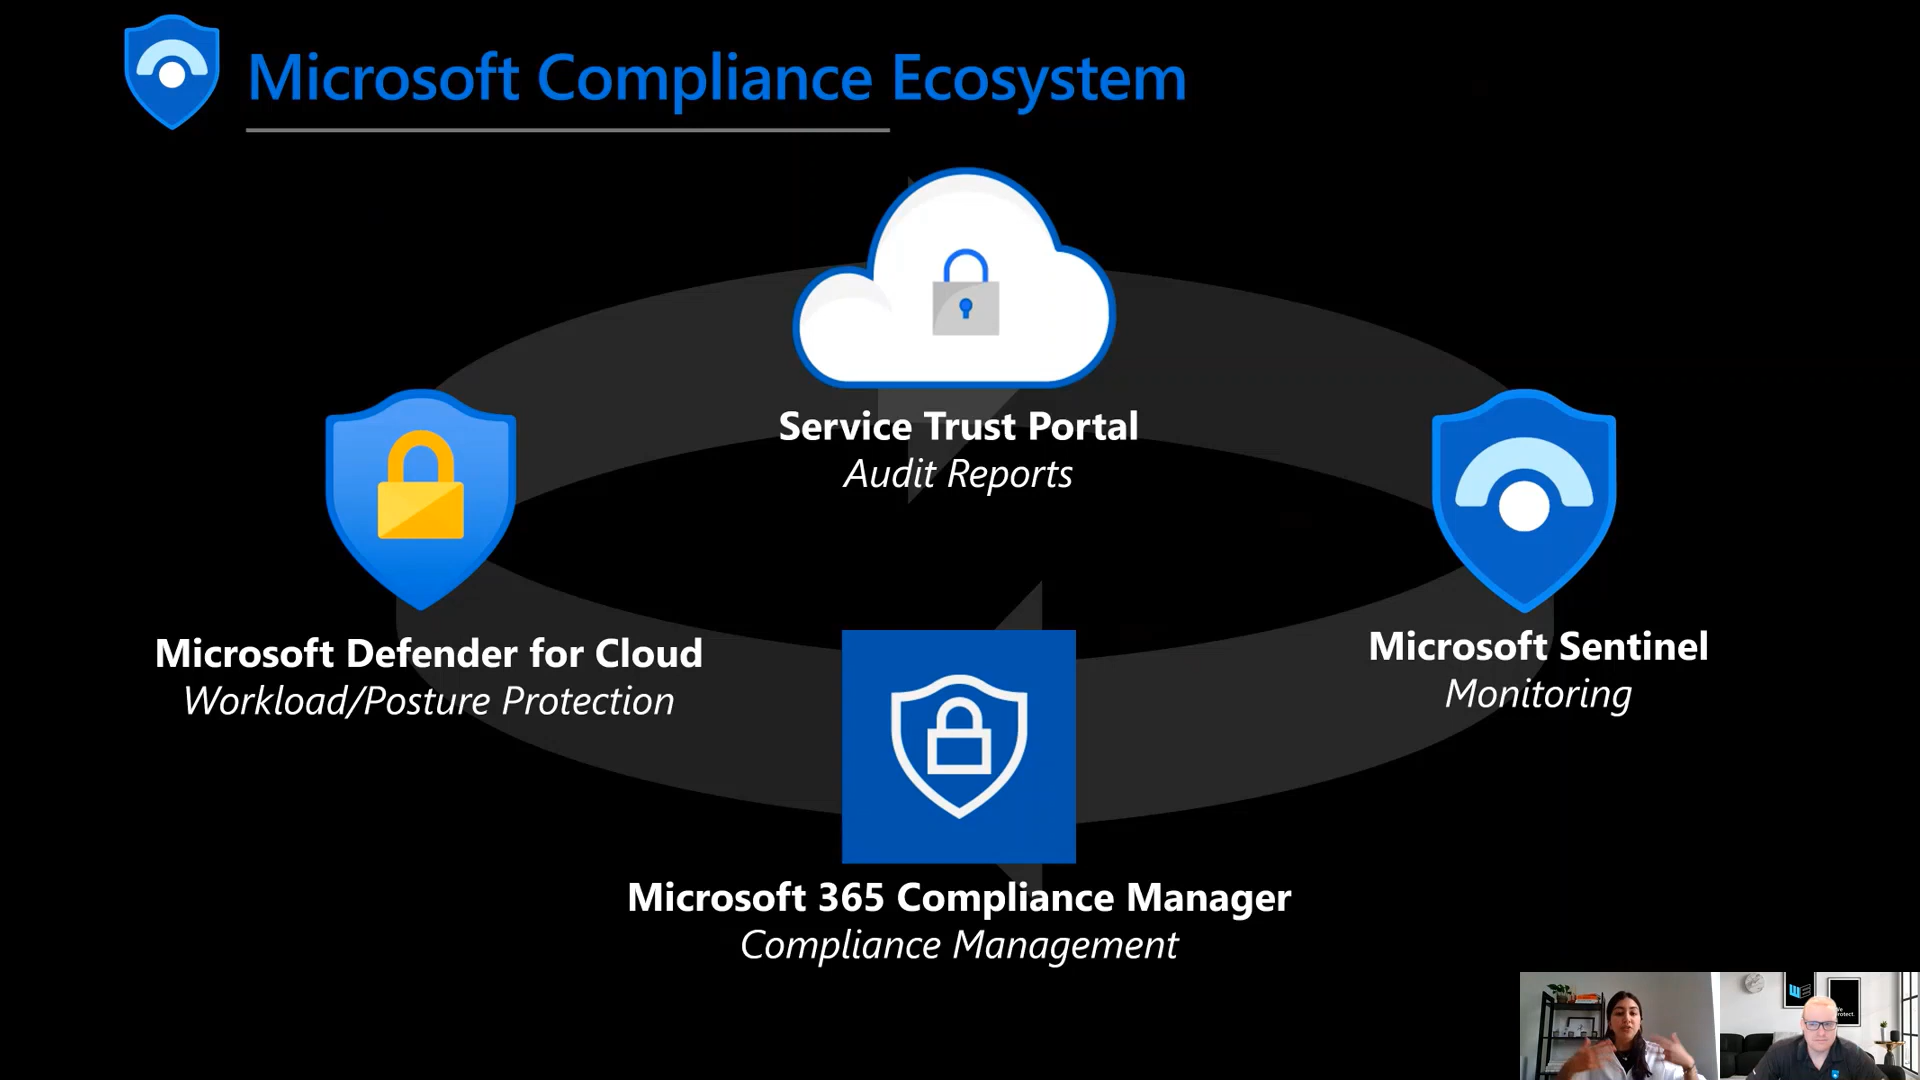 Microsoft Compliance Ecosystem
Service Trust Portal
Audit Reports
Microsoft Defender for Cloud
Workload/Posture Protection
Microsoft Sentinel
Monitoring
Microsoft 365 Compliance Manager
Compliance Management